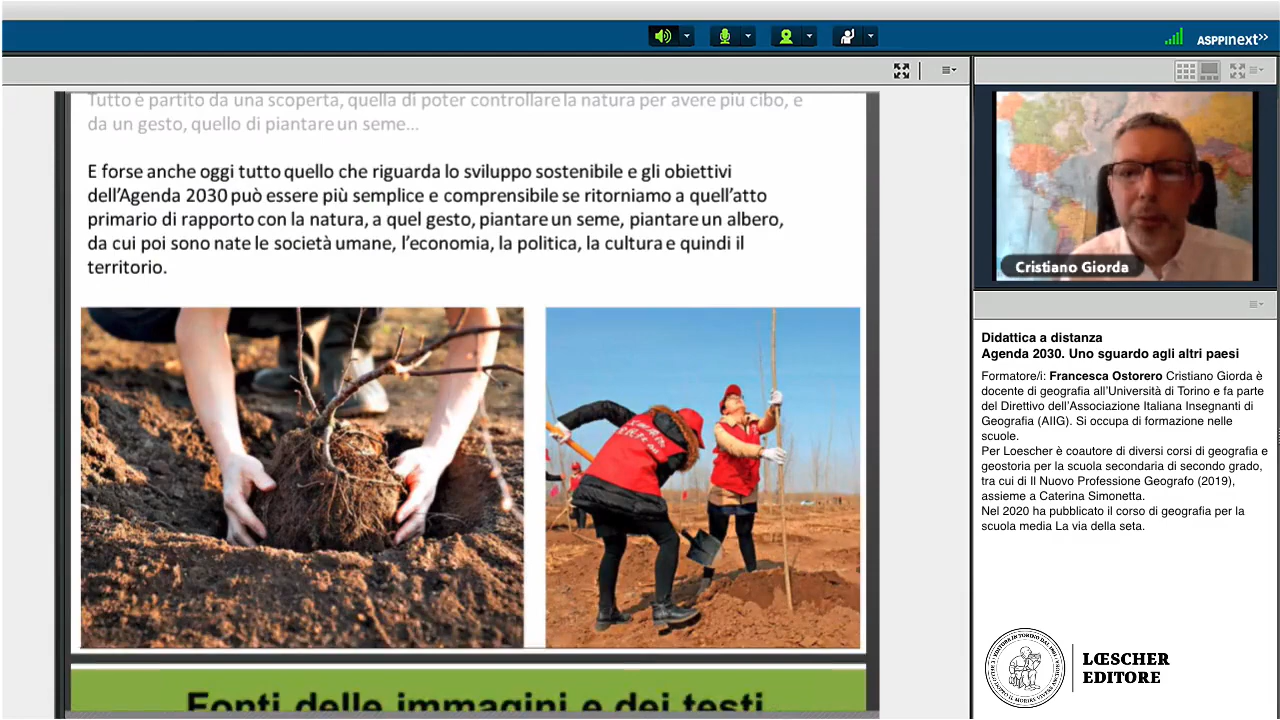 ASPPInext>>
Tutto è partito da una scoperta, quella di poter controllare la natura per avere più cibo, e
da un gesto, quello di piantare un seme...
E forse anche oggi tutto quello che riguarda lo sviluppo sostenibile e gli obiettivi
dell'Agenda 2030 può essere più semplice e comprensibile se ritorniamo a quell'atto
primario di rapporto con la natura, a quel gesto, piantare un seme, piantare un albero,
da cui poi sono nate le società umane, l'economia, la politica, la cultura e quindi il
territorio.
Fonti delle immagini e dei testi
Cristiano Giorda
Didattica a distanza
Agenda 2030. Uno sguardo agli altri paesi
Formatore/i: Francesca Ostorero Cristiano Giorda è
docente di geografia all'Università di Torino e fa parte
del Direttivo dell'Associazione Italiana Insegnanti di
Geografia (AIIG). Si occupa di formazione nelle
scuole.
Per Loescher è coautore di diversi corsi di geografia e
geostoria per la scuola secondaria di secondo grado,
tra cui di Il Nuovo Professione Geografo (2019),
assieme a Caterina Simonetta.
Nel 2020 ha pubblicato il corso di geografia per la
scuola media La via della seta.
LŒSCHER
EDITORE